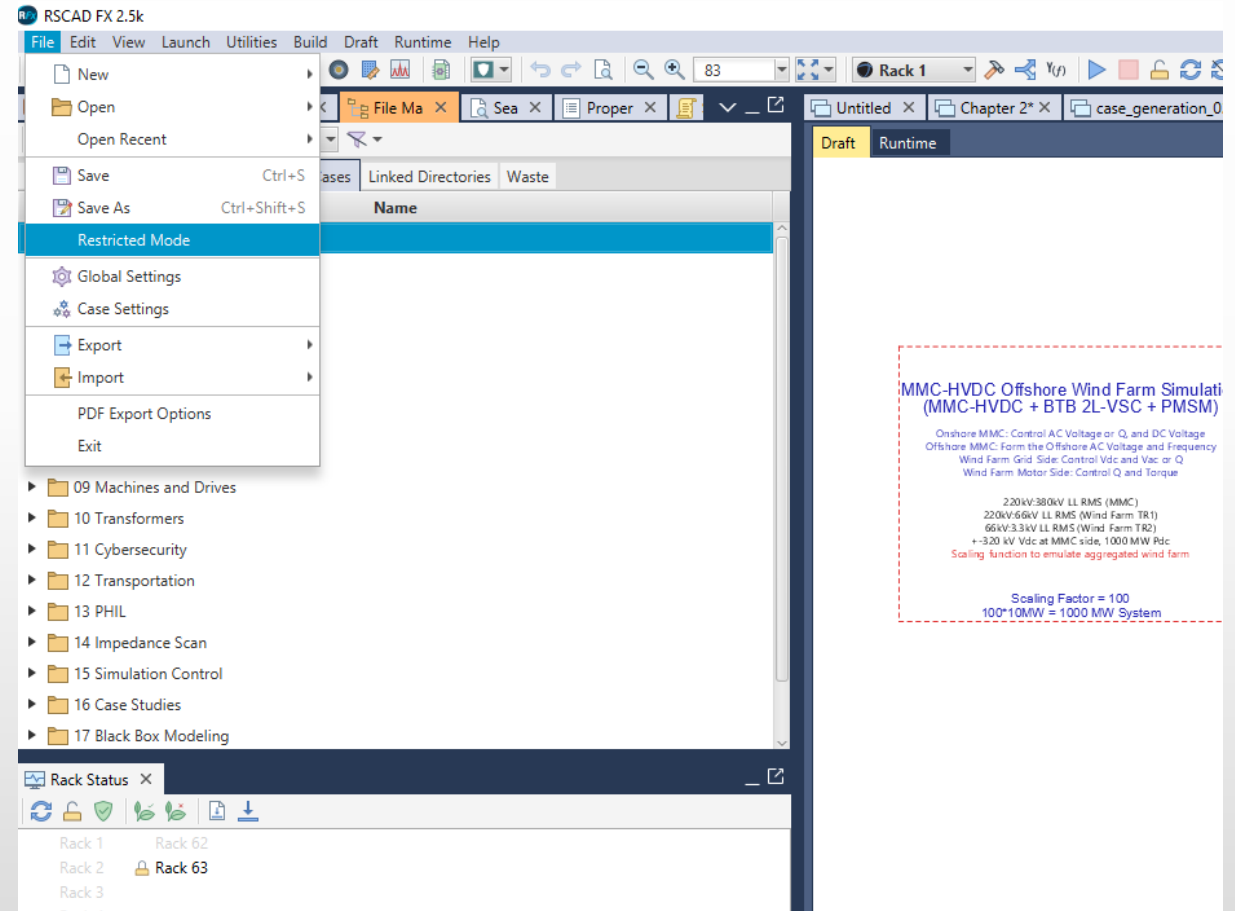 RSCAD FX 2.5k
File Edit View Launch Utilities Build Draft Runtime Help
83
Rack 1
File Ma
Sea
Proper
Untitled
Chapter 2*
case_generation_0
New
Open
Open Recent
Save Ctrl+S
Save As Ctrl+Shift+S
Restricted Mode
Global Settings
Case Settings
Export
Import
PDF Export Options
Exit
ases Linked Directories Waste
Name
09 Machines and Drives
10 Transformers
11 Cybersecurity
12 Transportation
13 PHIL
14 Impedance Scan
15 Simulation Control
16 Case Studies
17 Black Box Modeling
Rack Status
Rack 1 Rack 62
Rack 2 Rack 63
Rack 3
Draft Runtime
MMC-HVDC Offshore Wind Farm Simulati
(MMC-HVDC + BTB 2L-VSC + PMSM)
Onshore MMC: Control AC Voltage or Q, and DC Voltage
Offshore MMC: Form the Offshore AC Voltage and Frequency
Wind Farm Grid Side: Control Vdc and Vac or Q
Wind Farm Motor Side: Control Q and Torque
220kV:380kV LL RMS (MMC)
220kV:66kV LL RMS (Wind Farm TR1)
66kV:3.3kV LL RMS (Wind Farm TR2)
+-320 kV Vdc at MMC side, 1000 MW Pdc
Scaling function to emulate aggregated wind farm
Scaling Factor = 100
100*10MW = 1000 MW System